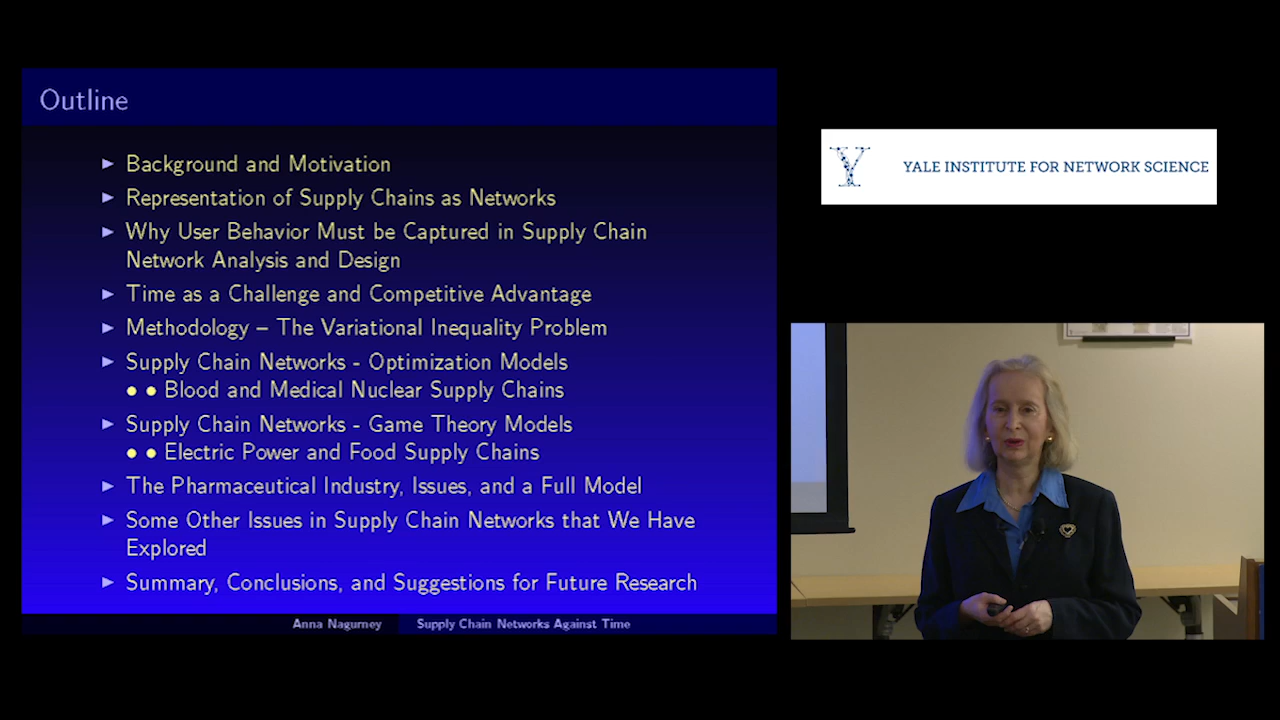 Outline
Background and Motivation
Representation of Supply Chains as Networks
Why User Behavior Must be Captured in Supply Chain
Network Analysis and Design
Time as a Challenge and Competitive Advantage
Methodology – The Variational Inequality Problem
Supply Chain Networks - Optimization Models
Blood and Medical Nuclear Supply Chains
Supply Chain Networks - Game Theory Models
Electric Power and Food Supply Chains
The Pharmaceutical Industry, Issues, and a Full Model
Some Other Issues in Supply Chain Networks that We Have
Explored
Summary, Conclusions, and Suggestions for Future Research
Anna Nagurney Supply Chain Networks Against Time
Y YALE INSTITUTE FOR NETWORK SCIENCE